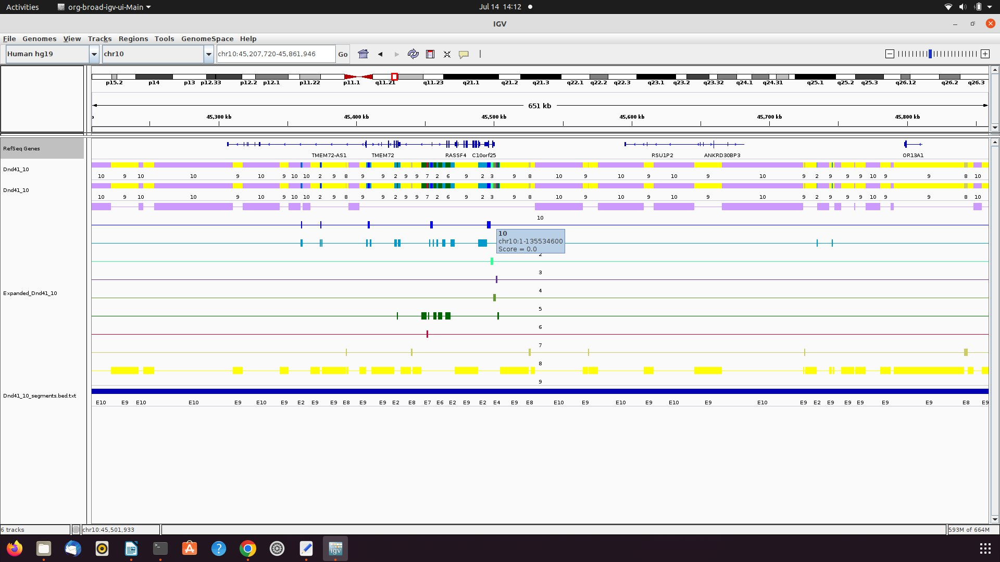 Activities org-broad-igv-ui-Main Jul 14 14:12
IGV
File Genomes View Tracks Regions Tools GenomeSpace Help
Human hg19 chr10 chr10:45,207,720-45,861,946 Go
p15.2 p14 p13 p12.33 p12.2 p12.1 p11.22 p11.1 q11.21 q11.23 q21.1 q21.2 q21.3 q22.1 q22.2 q22.3 q23.1 q23.2 q23.32 q24.1 q24.31 q25.1 q25.2 q25.3 q26.12 q26.2 q26.3
651 kb
45,300 kb 45,400 kb 45,500 kb 45,600 kb 45,700 kb 45,800 kb
RefSeq Genes
TMEM72-AS1 TMEM72 RASSF4 C10orf25 RSU1P2 ANKRD30BP3 OR13A1
Dnd41_10
10 9 10 10 9 10 9 10 10 2 9 8 9 9 2 9 9 7 2 6 9 2 3 9 8 10 9 10 9 10 9 10 9 2 9 9 9 10 9 9 8 10
Dnd41_10
10 9 10 10 9 10 9 10 10 2 9 8 9 9 2 9 9 7 2 6 9 2 3 9 8 10 9 10 9 10 9 10 9 2 9 9 9 10 9 9 8 10
10
10
chr10:1-135534600
Score = 0.0
2
3
4
Expanded_Dnd41_10
5
6
7
8
9
Dnd41_10_segments.bed.txt
E10 E9 E10 E10 E9 E10 E9 E2 E9 E9 E8 E9 E9 E2 E8 E9 E7 E6 E2 E9 E2 E4 E9 E8 E10 E9 E10 E9 E10 E9 E10 E9 E2 E9 E9 E9 E9 E9 E8 E9
6 tracks chr10:45,501,933 593M of 664M
igv